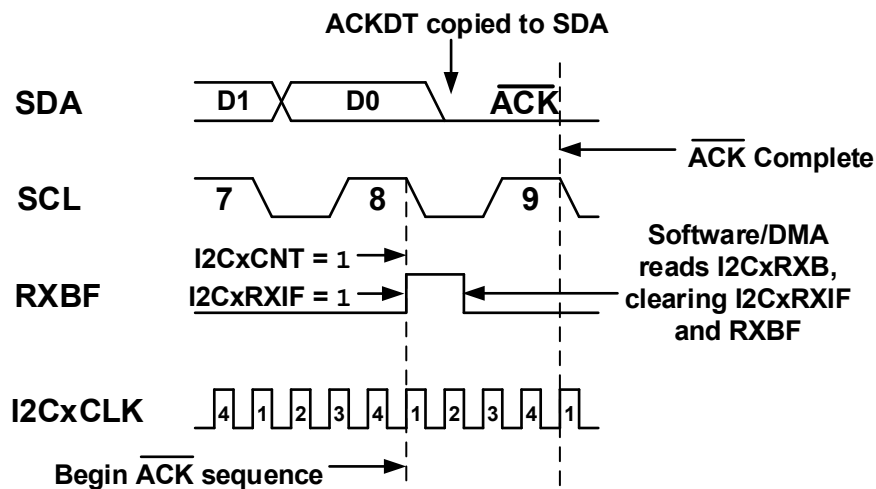 ACKDT copied to SDA
SDA
D1
D0
ACK
ACK Complete
SCL
7
8
9
I2CxCNT = 1
Software/DMA
reads I2CxRXB,
clearing I2CxRXIF
and RXBF
RXBF
I2CxRXIF = 1
I2CxCLK
4 1 2 3 4 1 2 3 4 1
Begin ACK sequence